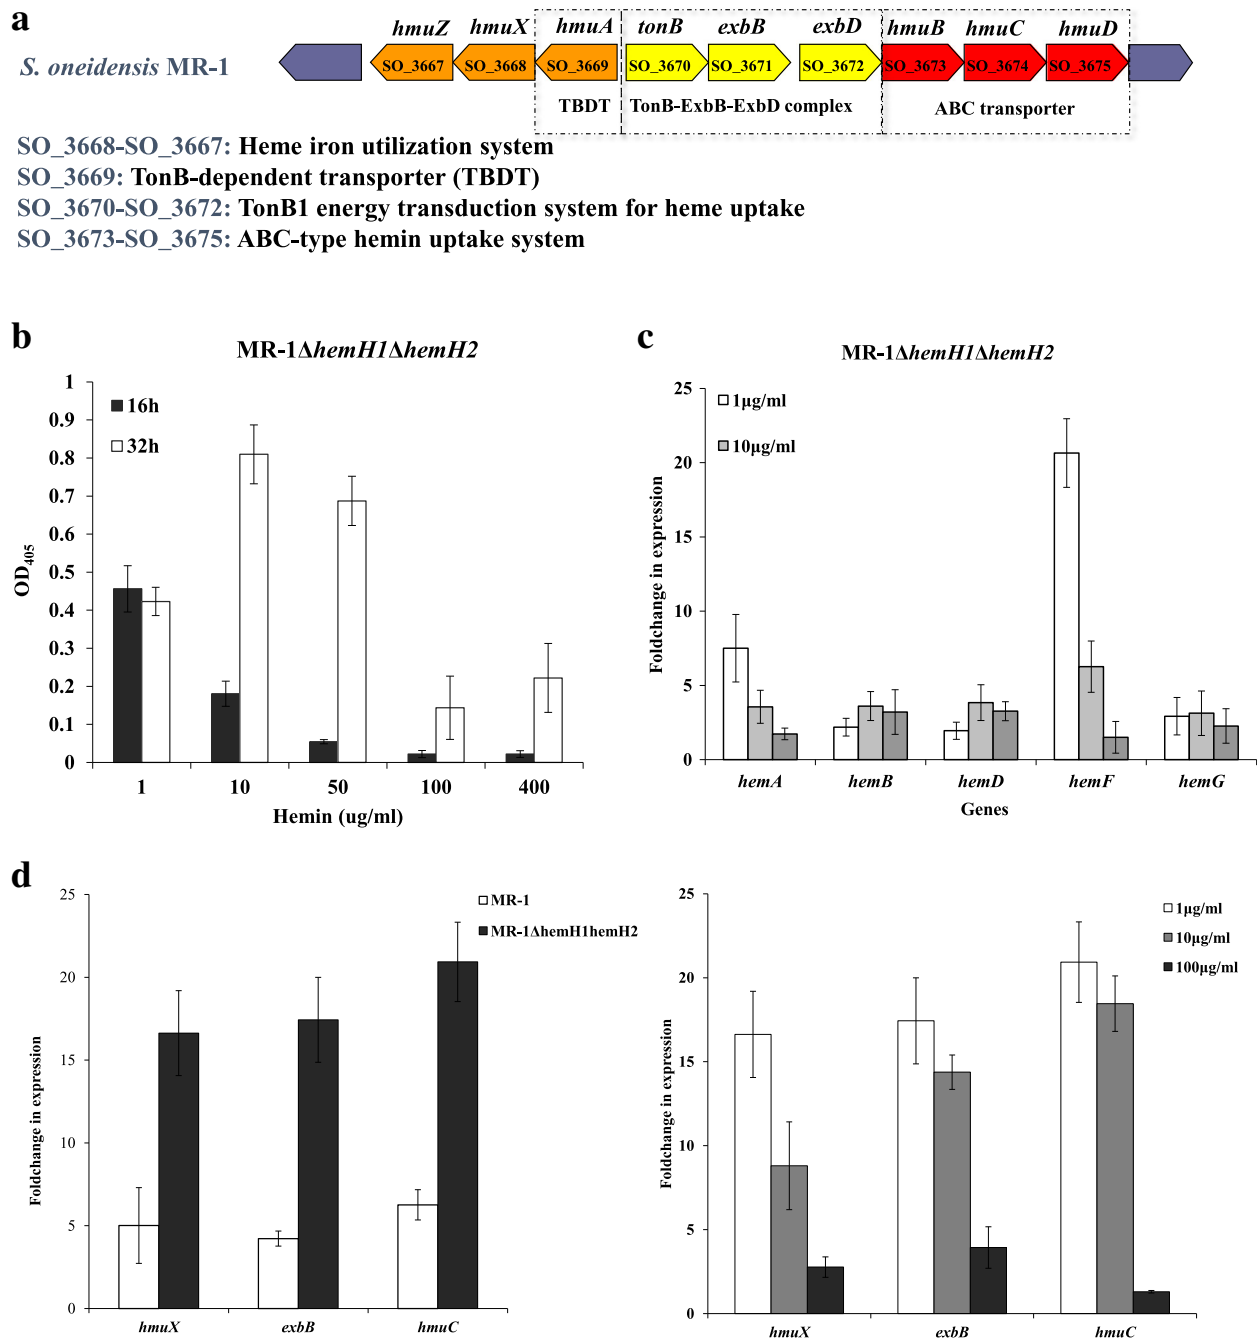 a
hmuZ hmuX hmuA tonB exbB exbD hmuB hmuC hmuD
S. oneidensis MR-1
SO_3667 SO_3668 SO_3669 SO_3670 SO_3671 SO_3672 SO_3673 SO_3674 SO_3675
TBDT TonB-ExbB-ExbD complex ABC transporter
SO_3668-SO_3667: Heme iron utilization system
SO_3669: TonB-dependent transporter (TBDT)
SO_3670-SO_3672: TonB1 energy transduction system for heme uptake
SO_3673-SO_3675: ABC-type hemin uptake system
b
MR-1ΔhemH1ΔhemH2
16h
32h
OD405
1
0.9
0.8
0.7
0.6
0.5
0.4
0.3
0.2
0.1
0
1 10 50 100 400
Hemin (ug/ml)
c
MR-1ΔhemH1ΔhemH2
1µg/ml
10µg/ml
Foldchange in expression
25
20
15
10
5
0
hemA hemB hemD hemF hemG
Genes
d
MR-1
MR-1ΔhemH1hemH2
Foldchange in expression
25
20
15
10
5
0
hmuX exbB hmuC
1µg/ml
10µg/ml
100µg/ml
Foldchange in expression
25
20
15
10
5
0
hmuX exbB hmuC